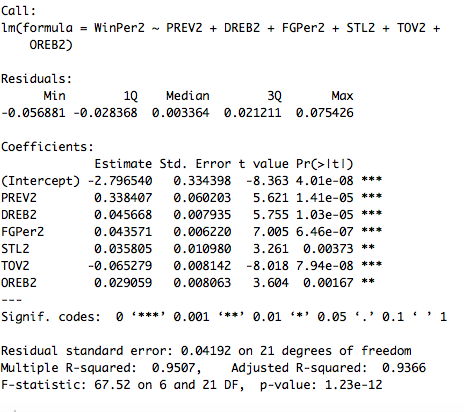 Call:
lm(formula = WinPer2 ~ PREV2 + DREB2 + FGPer2 + STL2 + TOV2 +
    OREB2)
Residuals:
      Min        1Q    Median        3Q       Max
-0.056881 -0.028368  0.003364  0.021211  0.075426
Coefficients:
             Estimate Std. Error t value Pr(>|t|)
(Intercept) -2.796540   0.334398  -8.363 4.01e-08 ***
PREV2        0.338407   0.060203   5.621 1.41e-05 ***
DREB2        0.045668   0.007935   5.755 1.03e-05 ***
FGPer2       0.043571   0.006220   7.005 6.46e-07 ***
STL2         0.035805   0.010980   3.261  0.00373 **
TOV2        -0.065279   0.008142  -8.018 7.94e-08 ***
OREB2        0.029059   0.008063   3.604  0.00167 **
---
Signif. codes:  0 ‘***’ 0.001 ‘**’ 0.01 ‘*’ 0.05 ‘.’ 0.1 ‘ ’ 1
Residual standard error: 0.04192 on 21 degrees of freedom
Multiple R-squared:  0.9507,    Adjusted R-squared:  0.9366
F-statistic: 67.52 on 6 and 21 DF,  p-value: 1.23e-12